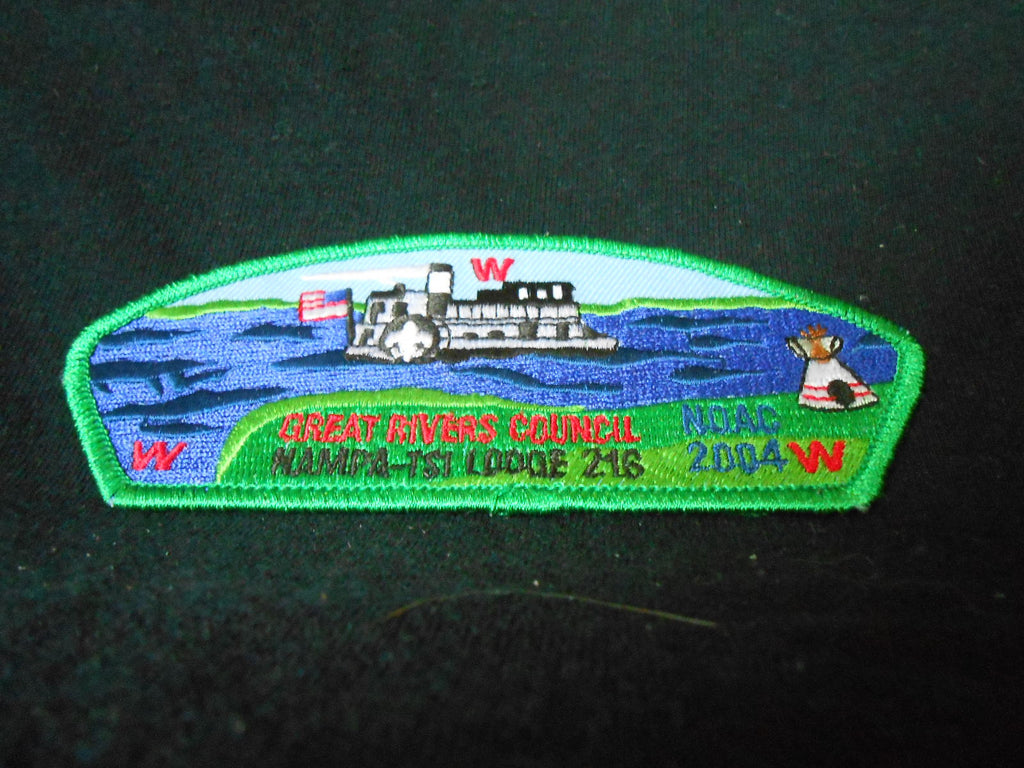 W
GREAT RIVERS COUNCIL
NAMPA-TSI LODGE 216
NOAC
2004
W
W